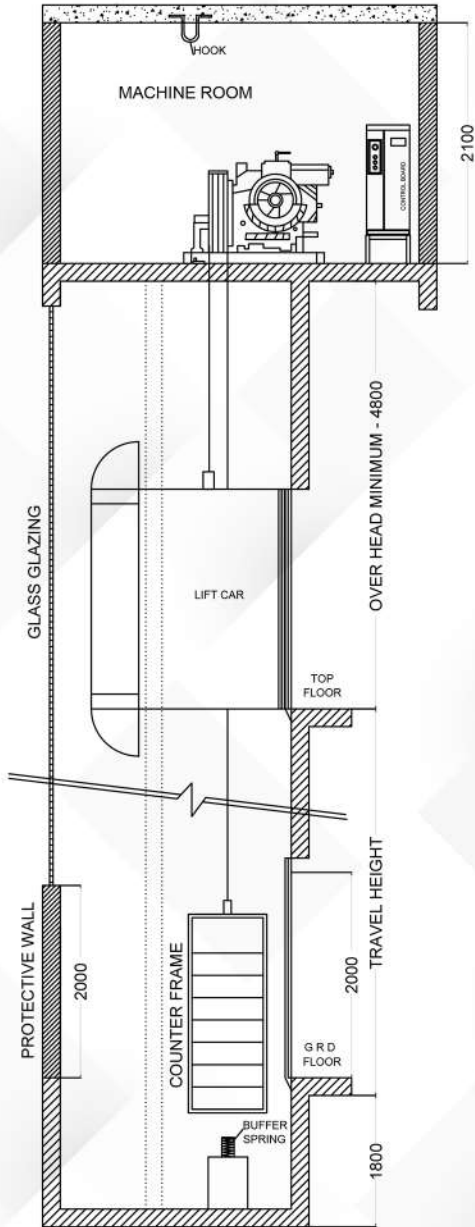 HOOK
MACHINE ROOM
CONTROL BOARD
2100
OVER HEAD MINIMUM - 4800
GLASS GLAZING
LIFT CAR
TOP
FLOOR
TRAVEL HEIGHT
PROTECTIVE WALL
2000
COUNTER FRAME
2000
G R D
FLOOR
BUFFER
SPRING
1800